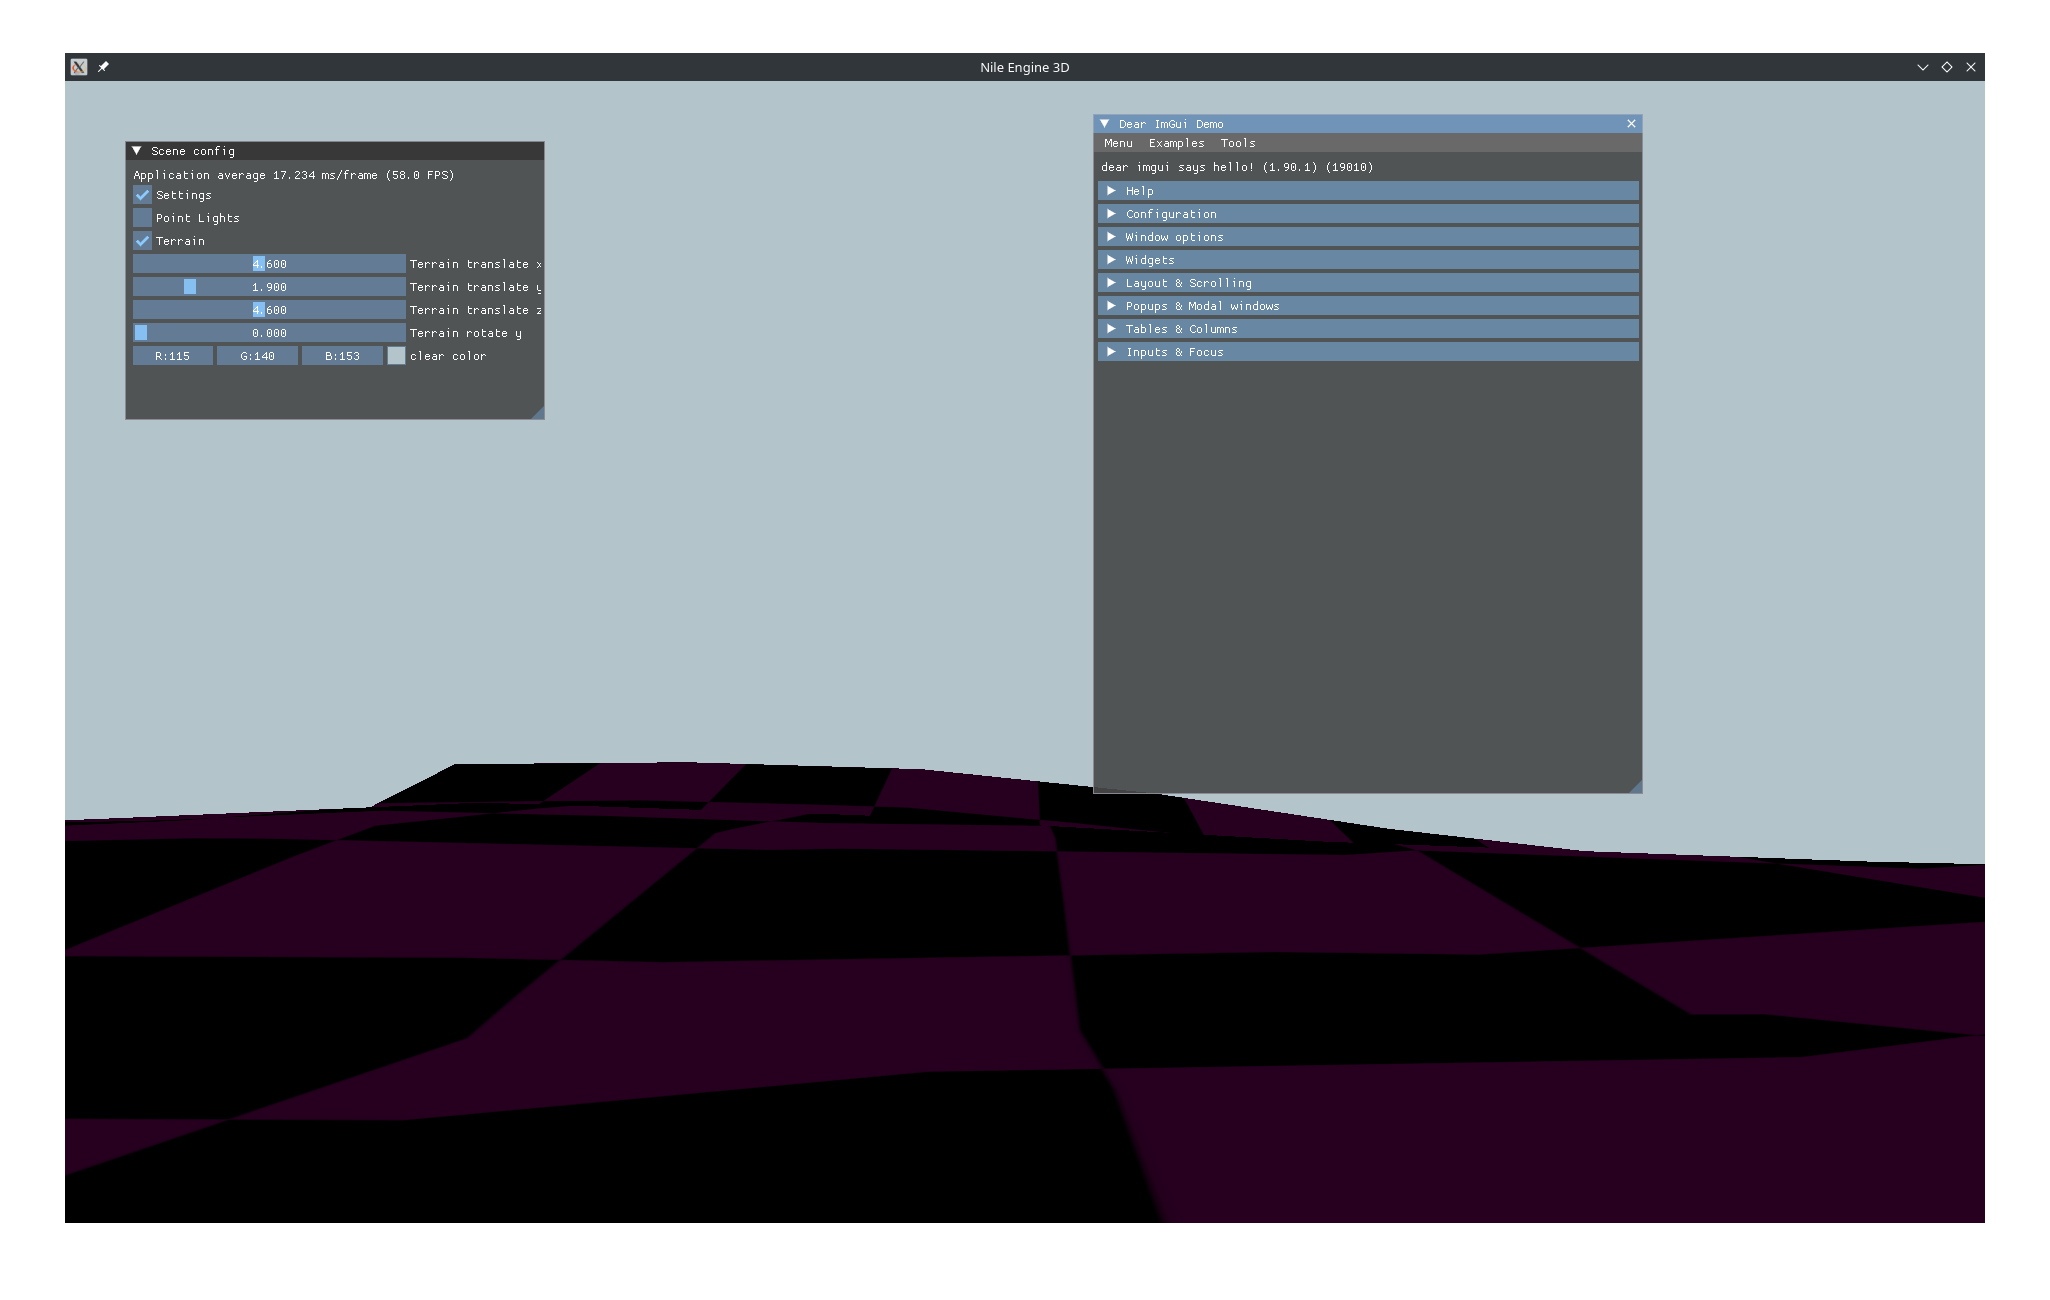 Nile Engine 3D
Scene config
Application average 17.234 ms/frame (58.0 FPS)
Settings
Point Lights
Terrain
4.600 Terrain translate x
1.900 Terrain translate y
4.600 Terrain translate z
0.000 Terrain rotate y
R:115 G:140 B:153 clear color
Dear ImGui Demo
Menu Examples Tools
dear imgui says hello! (1.90.1) (19010)
Help
Configuration
Window options
Widgets
Layout & Scrolling
Popups & Modal windows
Tables & Columns
Inputs & Focus